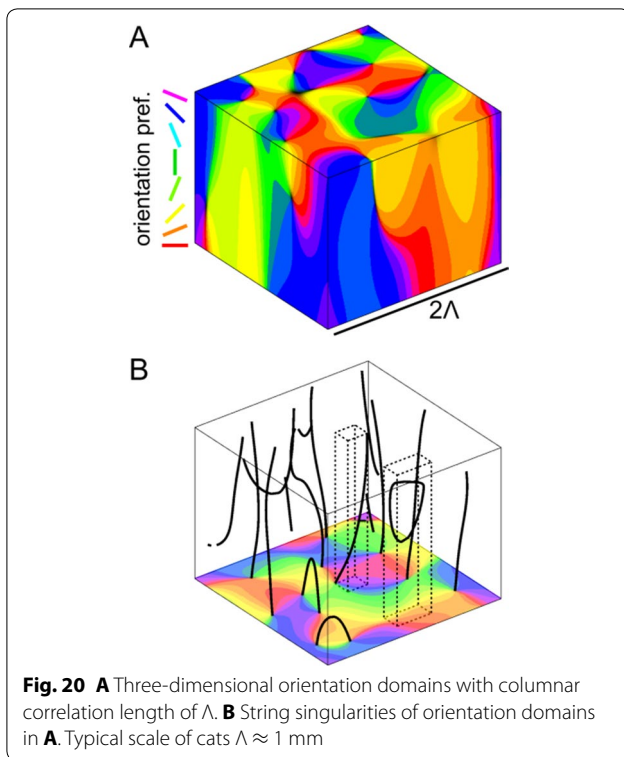 A
orientation pref.
2Λ
B
Fig. 20 A Three-dimensional orientation domains with columnar
correlation length of Λ. B String singularities of orientation domains
in A. Typical scale of cats Λ ≈ 1 mm